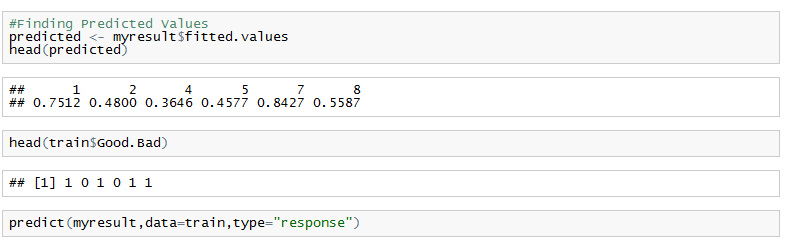 #Finding Predicted Values
predicted <- myresult$fitted.values
head(predicted)
##      1      2      4      5      7      8
## 0.7512 0.4800 0.3646 0.4577 0.8427 0.5587
head(train$Good.Bad)
## [1] 1 0 1 0 1 1
predict(myresult,data=train,type="response")